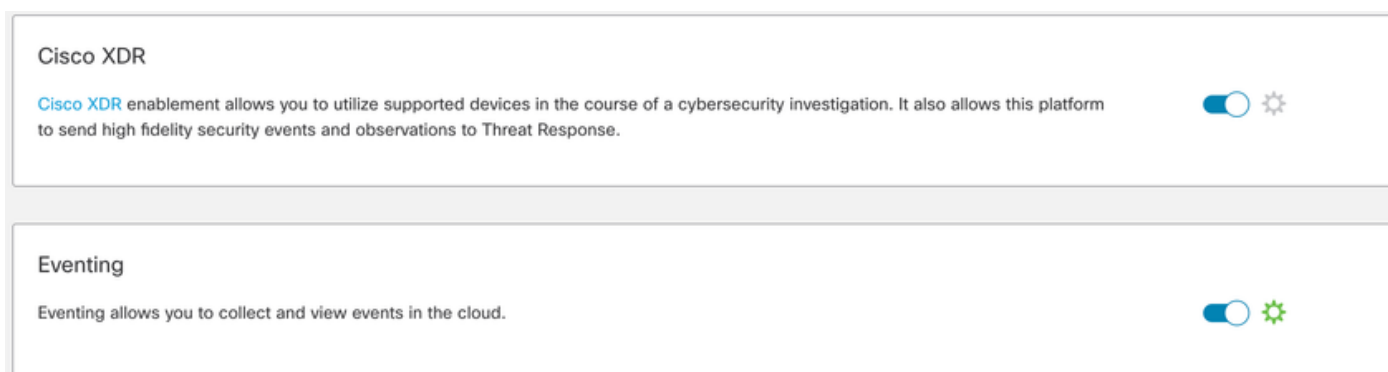 Cisco XDR
Cisco XDR enablement allows you to utilize supported devices in the course of a cybersecurity investigation. It also allows this platform
to send high fidelity security events and observations to Threat Response.
Eventing
Eventing allows you to collect and view events in the cloud.